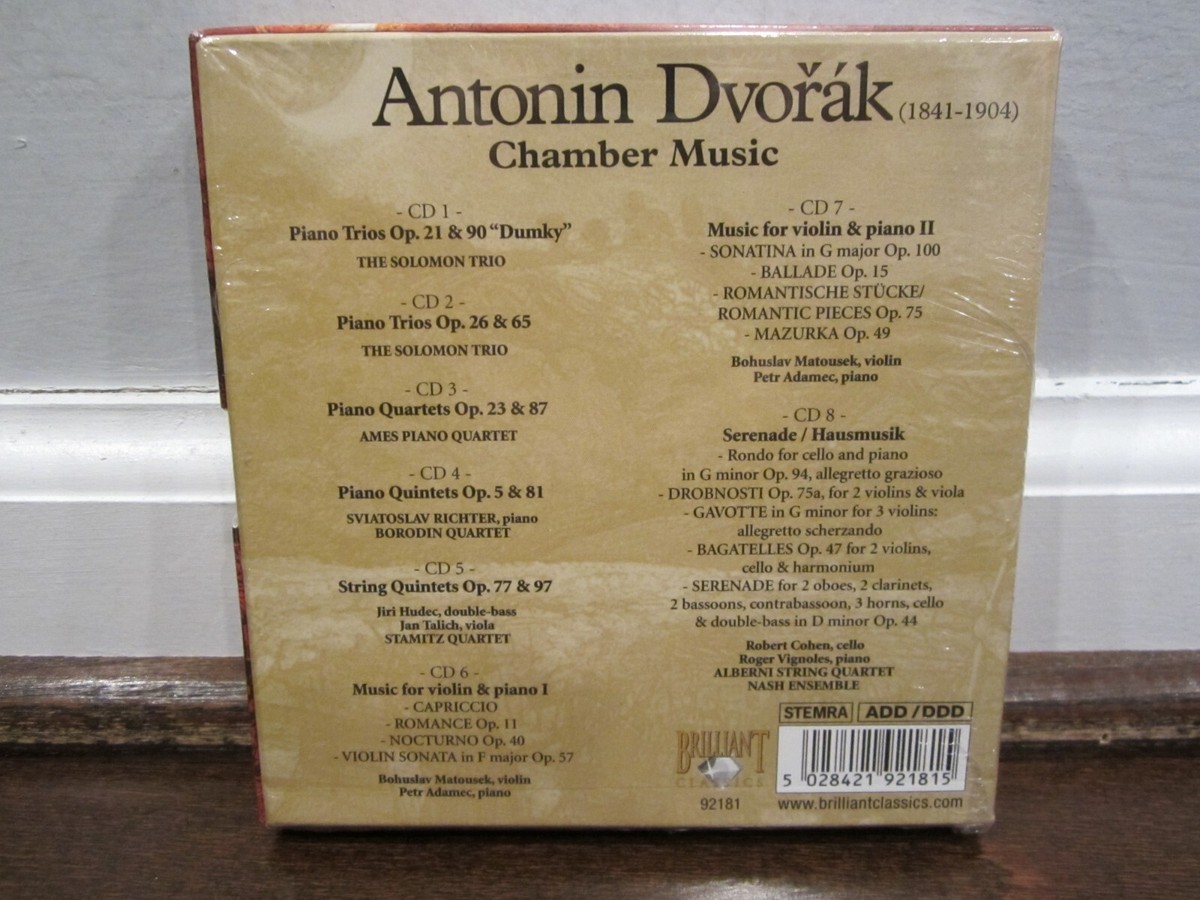 Antonin Dvořák (1841-1904)
Chamber Music
- CD 1 -
Piano Trios Op. 21 & 90 “Dumky”
THE SOLOMON TRIO
- CD 2 -
Piano Trios Op. 26 & 65
THE SOLOMON TRIO
- CD 3 -
Piano Quartets Op. 23 & 87
AMES PIANO QUARTET
- CD 4 -
Piano Quintets Op. 5 & 81
SVIATOSLAV RICHTER, piano
BORODIN QUARTET
- CD 5 -
String Quintets Op. 77 & 97
Jiri Hudec, double-bass
Jan Talich, viola
STAMITZ QUARTET
- CD 6 -
Music for violin & piano I
- CAPRICCIO
- ROMANCE Op. 11
- NOCTURNO Op. 40
- VIOLIN SONATA in F major Op. 57
Bohuslav Matousek, violin
Petr Adamec, piano
- CD 7 -
Music for violin & piano II
- SONATINA in G major Op. 100
- BALLADE Op. 15
- ROMANTISCHE STÜCKE/
ROMANTIC PIECES Op. 75
- MAZURKA Op. 49
Bohuslav Matousek, violin
Petr Adamec, piano
- CD 8 -
Serenade / Hausmusik
- Rondo for cello and piano
in G minor Op. 94, allegretto grazioso
- DROBNOSTI Op. 75a, for 2 violins & viola
- GAVOTTE in G minor for 3 violins:
allegretto scherzando
- BAGATELLES Op. 47 for 2 violins,
cello & harmonium
- SERENADE for 2 oboes, 2 clarinets,
2 bassoons, contrabassoon, 3 horns, cello
& double-bass in D minor Op. 44
Robert Cohen, cello
Roger Vignoles, piano
ALBERNI STRING QUARTET
NASH ENSEMBLE
STEMRA ADD / DDD
BRILLIANT
CLASSICS
5 028421 921815
92181 www.brilliantclassics.com